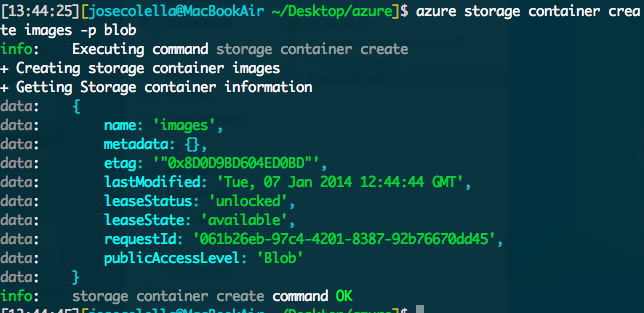 [13:44:25][josecolella@MacBookAir ~/Desktop/azure]$ azure storage container crea
te images -p blob
info:    Executing command storage container create
+ Creating storage container images
+ Getting Storage container information
data:    {
data:        name: 'images',
data:        metadata: {},
data:        etag: '"0x8D0D9BD604ED0BD"',
data:        lastModified: 'Tue, 07 Jan 2014 12:44:44 GMT',
data:        leaseStatus: 'unlocked',
data:        leaseState: 'available',
data:        requestId: '061b26eb-97c4-4201-8387-92b76670dd45',
data:        publicAccessLevel: 'Blob'
data:    }
info:    storage container create command OK
[13:44:45][josecolella@MacBookAir ~/Desktop/azure]$